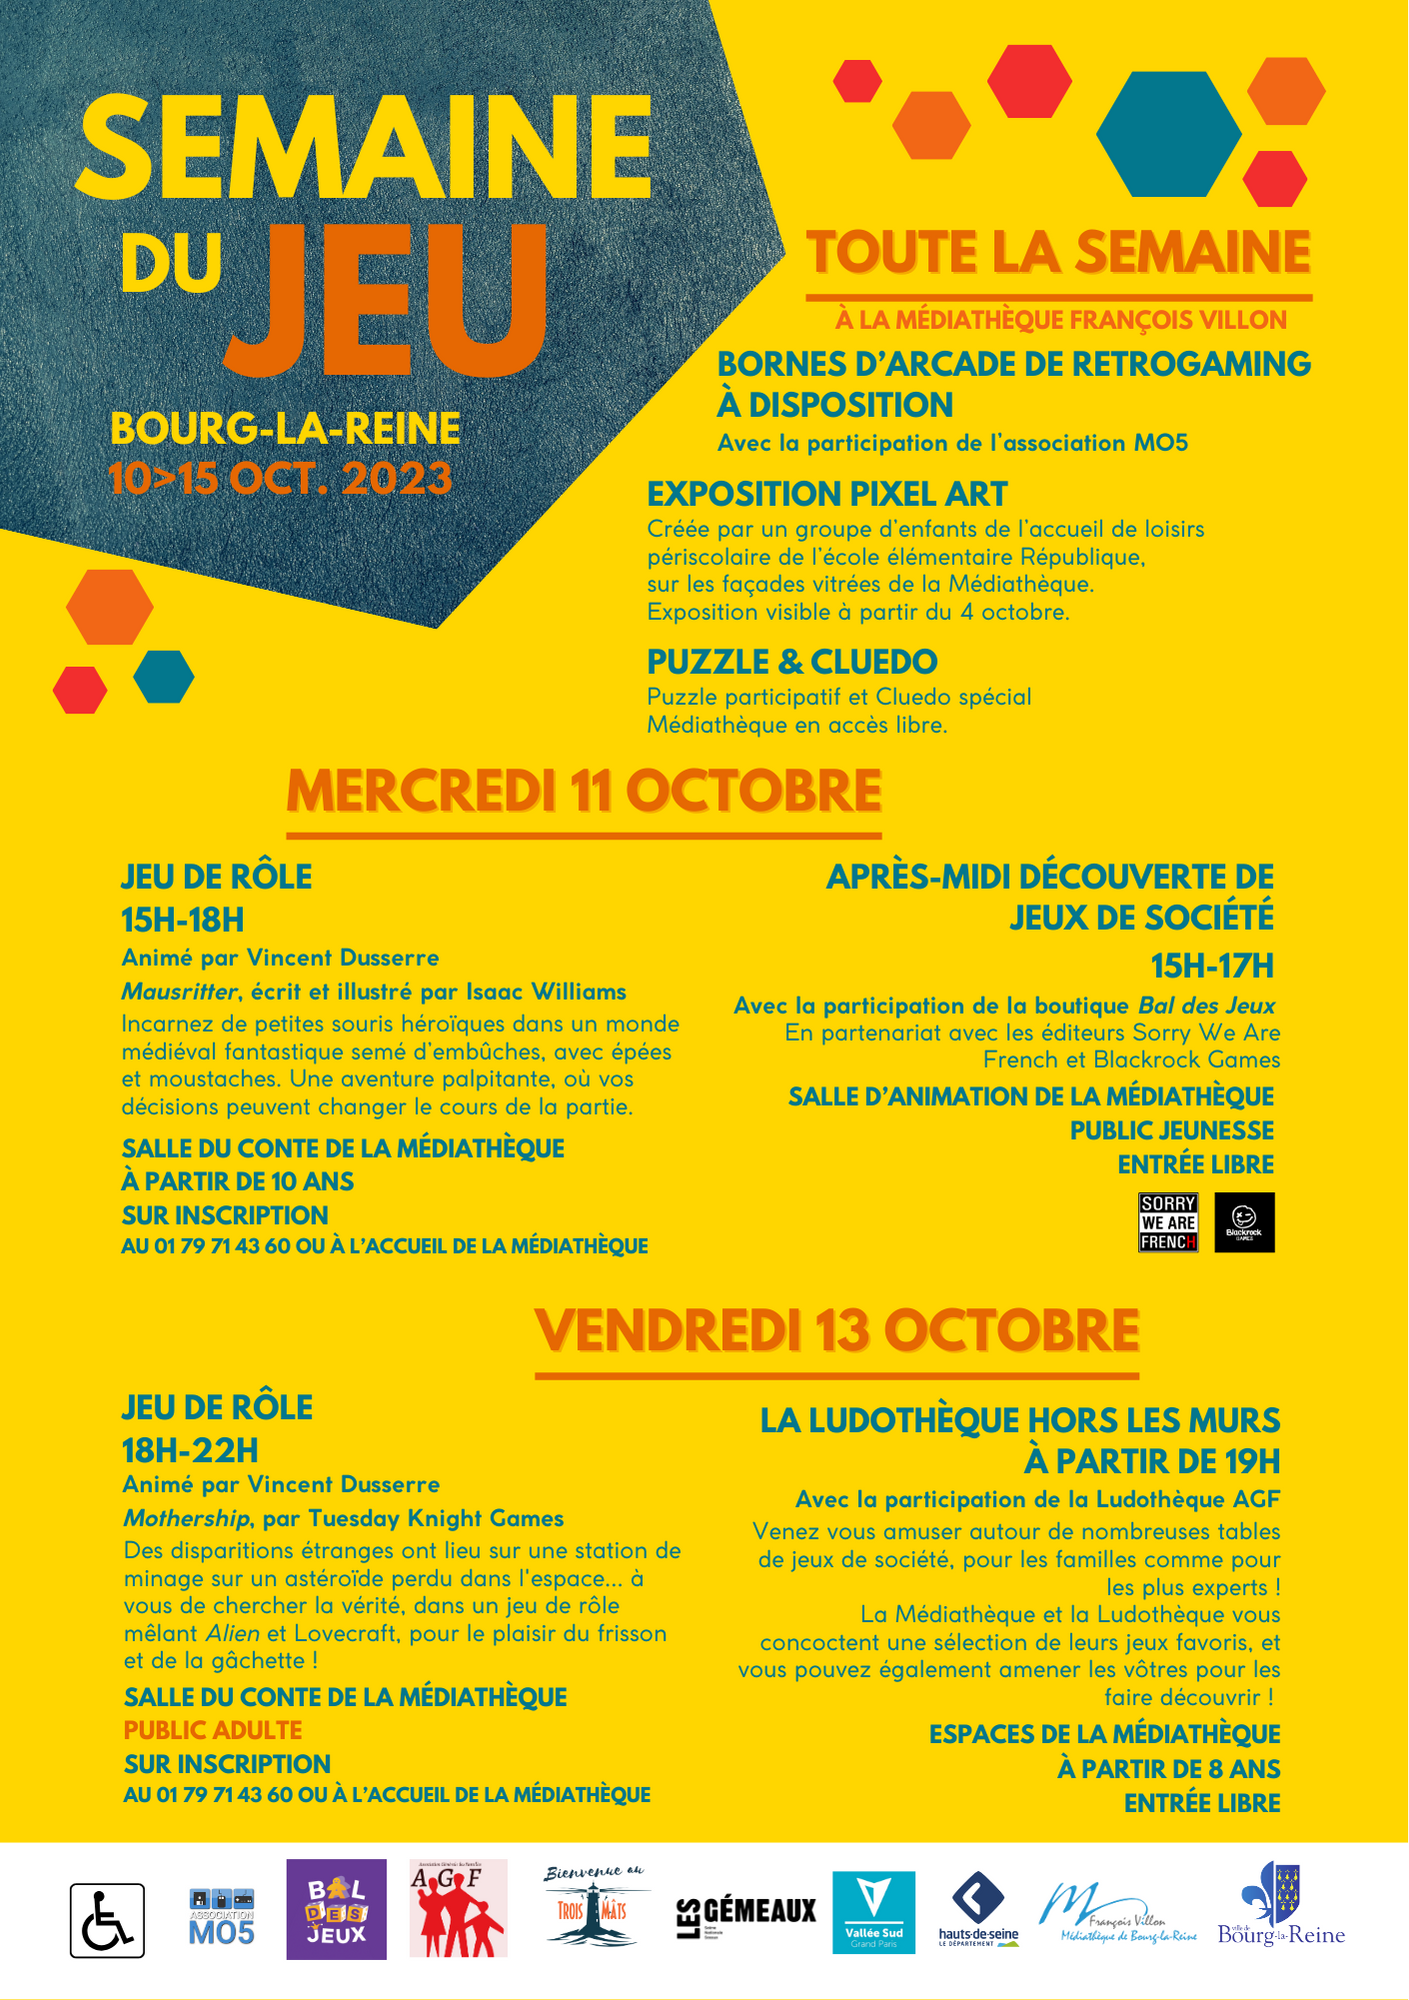 SEMAINE
DU JEU
BOURG-LA-REINE
10>15 OCT. 2023
TOUTE LA SEMAINE
À LA MÉDIATHÈQUE FRANÇOIS VILLON
BORNES D'ARCADE DE RETROGAMING
À DISPOSITION
Avec la participation de l'association MO5
EXPOSITION PIXEL ART
Créée par un groupe d'enfants de l'accueil de loisirs
périscolaire de l'école élémentaire République,
sur les façades vitrées de la Médiathèque.
Exposition visible à partir du 4 octobre.
PUZZLE & CLUEDO
Puzzle participatif et Cluedo spécial
Médiathèque en accès libre.
MERCREDI 11 OCTOBRE
JEU DE RÔLE
15H-18H
Animé par Vincent Dusserre
Mausritter, écrit et illustré par Isaac Williams
Incarnez de petites souris héroïques dans un monde
médiéval fantastique semé d'embûches, avec épées
et moustaches. Une aventure palpitante, où vos
décisions peuvent changer le cours de la partie.
SALLE DU CONTE DE LA MÉDIATHÈQUE
À PARTIR DE 10 ANS
SUR INSCRIPTION
AU 01 79 71 43 60 OU À L'ACCUEIL DE LA MÉDIATHÈQUE
APRÈS-MIDI DÉCOUVERTE DE
JEUX DE SOCIÉTÉ
15H-17H
Avec la participation de la boutique Bal des Jeux
En partenariat avec les éditeurs Sorry We Are
French et Blackrock Games
SALLE D'ANIMATION DE LA MÉDIATHÈQUE
PUBLIC JEUNESSE
ENTRÉE LIBRE
SORRY
WE ARE
FRENCH
Blackrock
GAMES
VENDREDI 13 OCTOBRE
JEU DE RÔLE
18H-22H
Animé par Vincent Dusserre
Mothership, par Tuesday Knight Games
Des disparitions étranges ont lieu sur une station de
minage sur un astéroïde perdu dans l'espace... à
vous de chercher la vérité, dans un jeu de rôle
mêlant Alien et Lovecraft, pour le plaisir du frisson
et de la gâchette !
SALLE DU CONTE DE LA MÉDIATHÈQUE
PUBLIC ADULTE
SUR INSCRIPTION
AU 01 79 71 43 60 OU À L'ACCUEIL DE LA MÉDIATHÈQUE
LA LUDOTHÈQUE HORS LES MURS
À PARTIR DE 19H
Avec la participation de la Ludothèque AGF
Venez vous amuser autour de nombreuses tables
de jeux de société, pour les familles comme pour
les plus experts !
La Médiathèque et la Ludothèque vous
concoctent une sélection de leurs jeux favoris, et
vous pouvez également amener les vôtres pour les
faire découvrir !
ESPACES DE LA MÉDIATHÈQUE
À PARTIR DE 8 ANS
ENTRÉE LIBRE
ASSOCIATION
MO5
BAL
DES
JEUX
AGF
Bienvenue au
TROIS MÂTS
LES GÉMEAUX
Scène
Nationale
Sceaux
Vallée Sud
Grand Paris
hauts-de-seine
LE DÉPARTEMENT
François Villon
Médiathèque de Bourg-la-Reine
ville de
Bourg-la-Reine